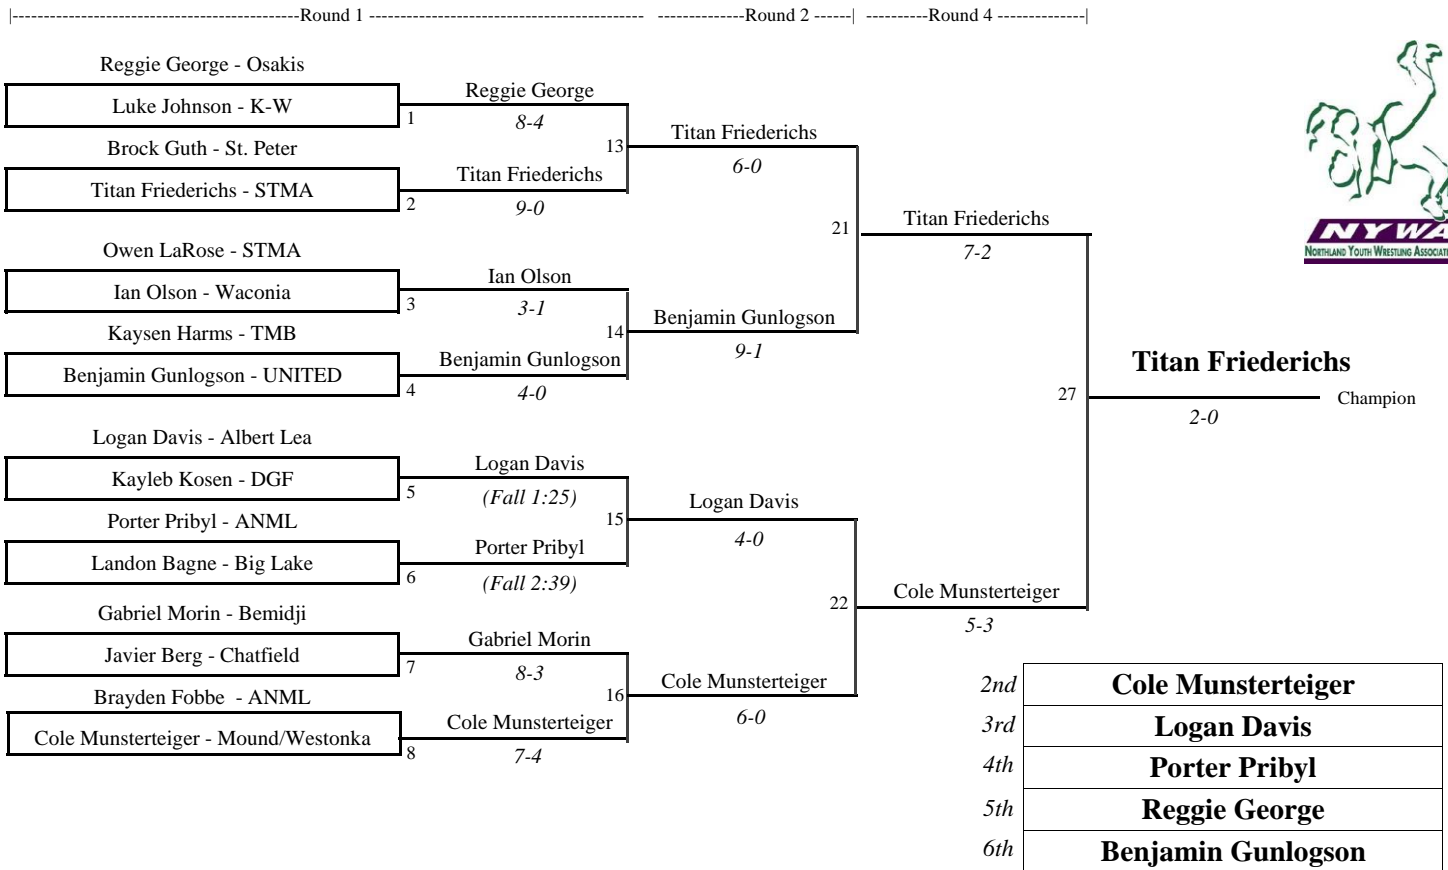 |-----------------------------------------Round 1 --------------------------------------- --------------Round 2 ------| ----------Round 4 --------------|
Reggie George - Osakis
Luke Johnson - K-W
1
Reggie George
8-4
Brock Guth - St. Peter
Titan Friederichs - STMA
2
Titan Friederichs
9-0
13
Titan Friederichs
6-0
Owen LaRose - STMA
Ian Olson - Waconia
3
Ian Olson
3-1
Kaysen Harms - TMB
Benjamin Gunlogson - UNITED
4
Benjamin Gunlogson
4-0
14
Benjamin Gunlogson
9-1
21
Titan Friederichs
7-2
Logan Davis - Albert Lea
Kayleb Kosen - DGF
5
Logan Davis
(Fall 1:25)
Porter Pribyl - ANML
Landon Bagne - Big Lake
6
Porter Pribyl
(Fall 2:39)
15
Logan Davis
4-0
Gabriel Morin - Bemidji
Javier Berg - Chatfield
7
Gabriel Morin
8-3
Brayden Fobbe - ANML
Cole Munsterteiger - Mound/Westonka
8
Cole Munsterteiger
7-4
16
Cole Munsterteiger
6-0
22
Cole Munsterteiger
5-3
27
Titan Friederichs
Champion
2-0
NYWA
NORTHLAND YOUTH WRESTLING
2nd Cole Munsterteiger
3rd Logan Davis
4th Porter Pribyl
5th Reggie George
6th Benjamin Gunlogson